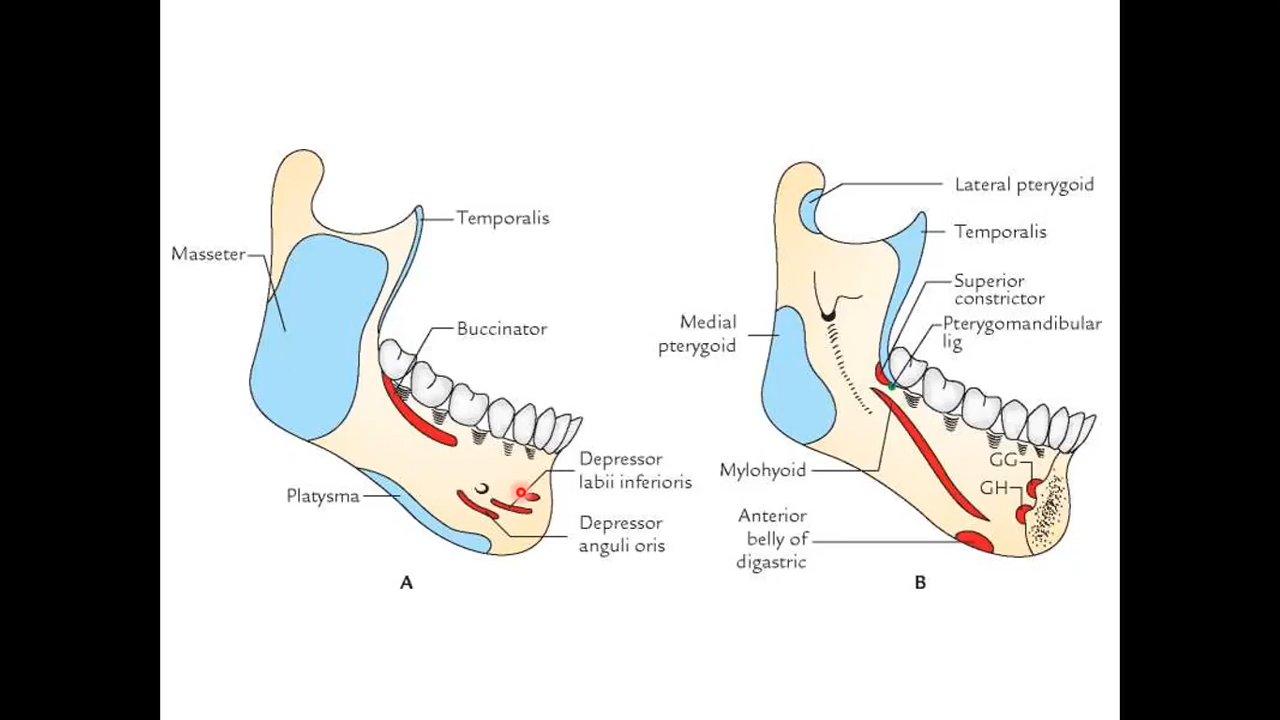 Temporalis
Masseter
Buccinator
Depressor
labii inferioris
Platysma
Depressor
anguli oris
A
Lateral pterygoid
Temporalis
Superior
constrictor
Pterygomandibular
lig
Medial
pterygoid
GG
Mylohyoid
GH
Anterior
belly of
digastric
B